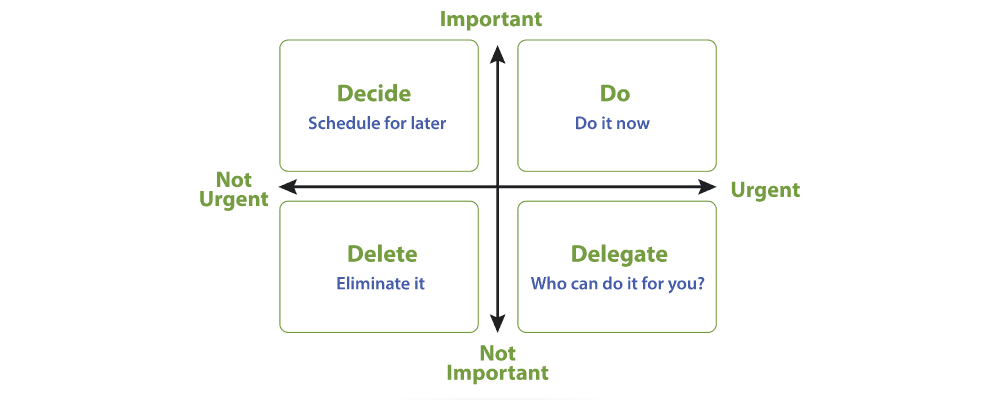 Important
Decide
Schedule for later
Do
Do it now
Not
Urgent
Urgent
Delete
Eliminate it
Delegate
Who can do it for you?
Not
Important